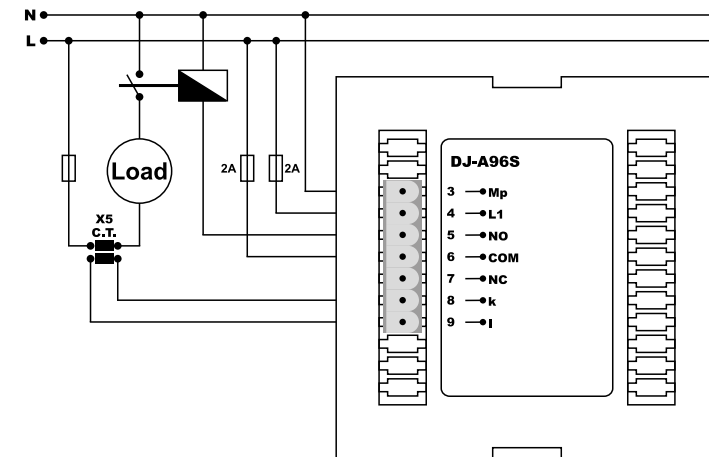 N
L
Load
2A
2A
X5
C.T.
DJ-A96S
3 Mp
4 L1
5 NO
6 COM
7 NC
8 k
9 l